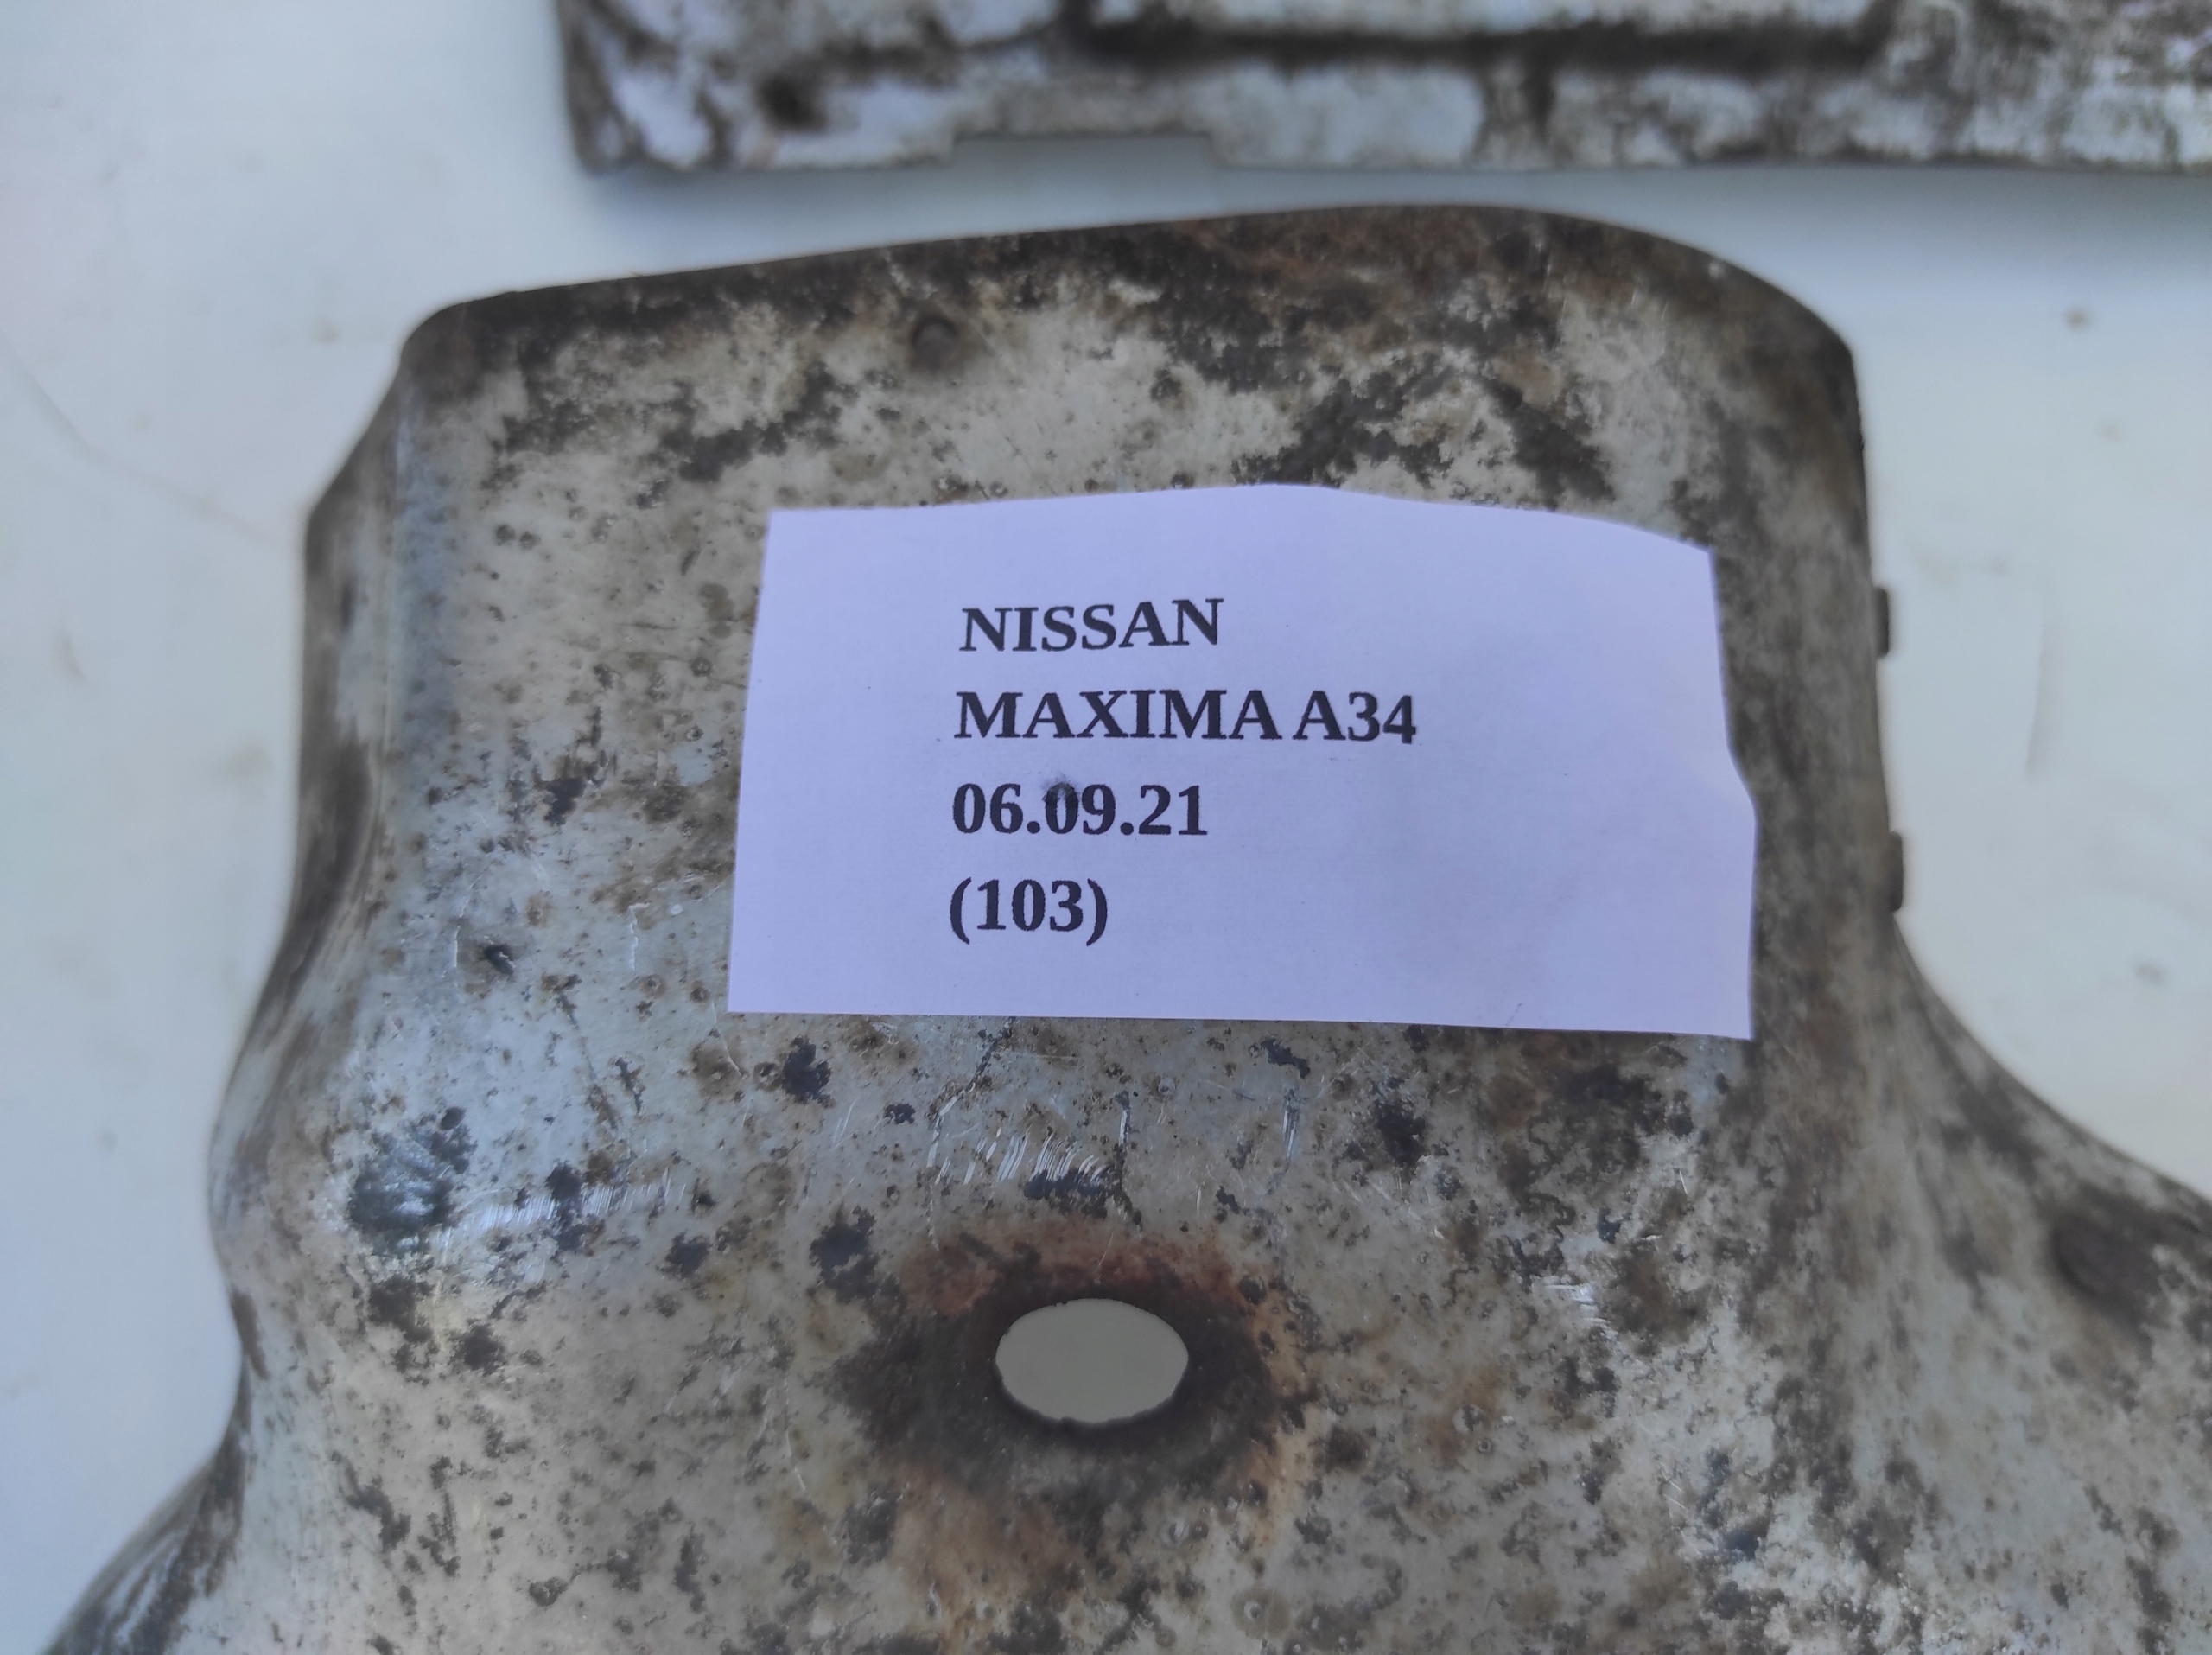 NISSAN
MAXIMA A34
06.09.21
(103)